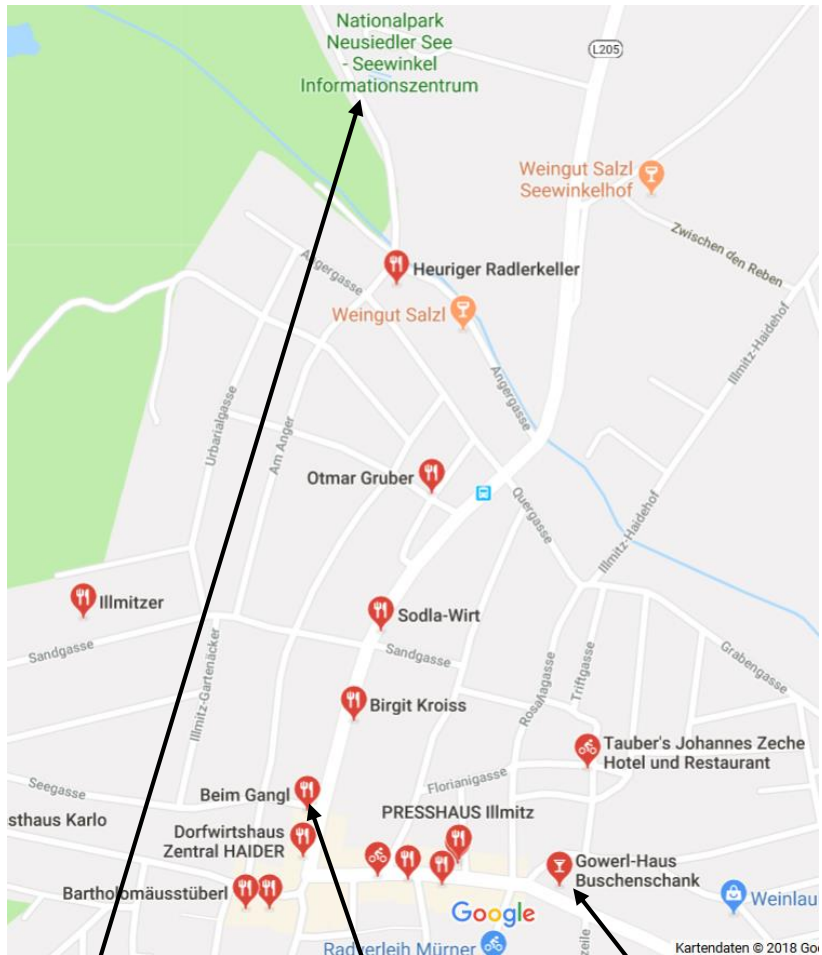 Nationalpark
Neusiedler See
- Seewinkel
Informationszentrum
L205
Weingut Salzl
Seewinkelhof
Zwischen den Reben
Angergasse
Heuriger Radlerkeller
Weingut Salzl
Illmitz-Haidehof
Angergasse
Urbarialgasse
Am Anger
Otmar Gruber
Quergasse
Illmitz-Haidehof
Illmitzer
Sodla-Wirt
Sandgasse
Sandgasse
Grabengasse
Rosaliagasse
Triftgasse
Illmitz-Gartenäcker
Birgit Kroiss
Tauber's Johannes Zeche
Hotel und Restaurant
Seegasse
Beim Gangl
Florianigasse
sthaus Karlo
PRESSHAUS Illmitz
Dorfwirtshaus
Zentral HAIDER
Gowerl-Haus
Buschenschank
Bartholomäusstüberl
Weinlau
Google
Radverleih Mürner
zeile
Kartendaten © 2018 Goo